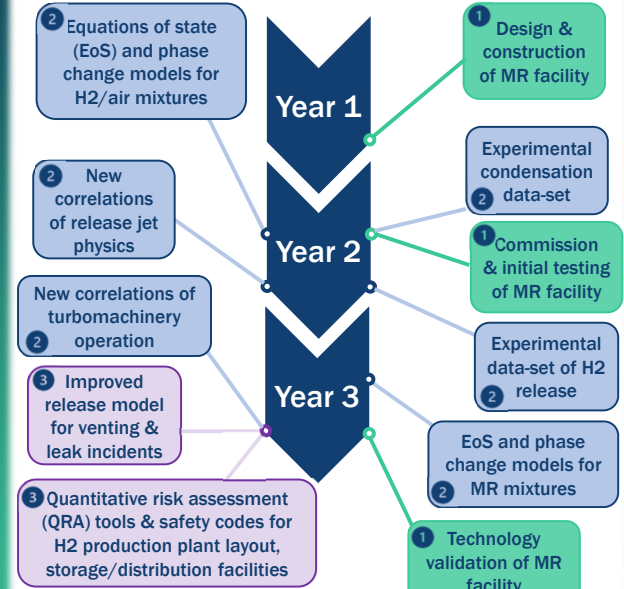 2
Equations of state
(EoS) and phase
change models for
H2/air mixtures
1
Design &
construction
of MR facility
Year 1
Experimental
condensation
2 data-set
2 New
correlations
of release jet
physics
Year 2
1
Commission
& initial testing
of MR facility
New correlations of
turbomachinery
2 operation
Experimental
data-set of H2
2 release
3 Improved
release model
for venting &
leak incidents
Year 3
EoS and phase
change models for
2 MR mixtures
3 Quantitative risk assessment
(QRA) tools & safety codes for
H2 production plant layout,
storage/distribution facilities
1 Technology
validation of MR
facility